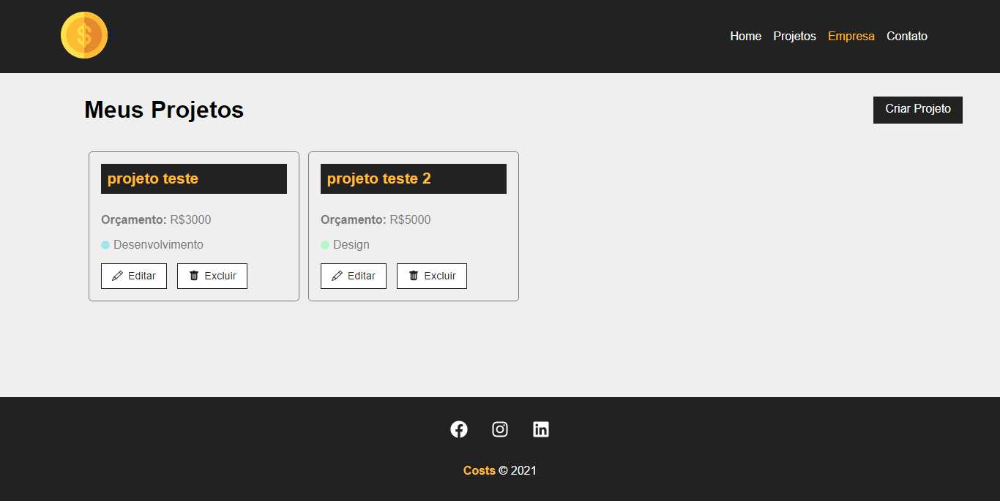 $
Home Projetos Empresa Contato
Meus Projetos
Criar Projeto
projeto teste
Orçamento: R$3000
Desenvolvimento
Editar Excluir
projeto teste 2
Orçamento: R$5000
Design
Editar Excluir
Costs © 2021